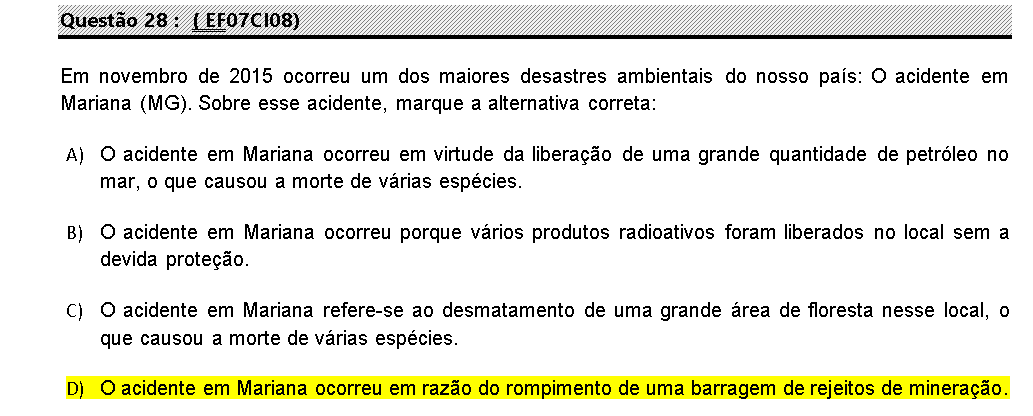 Questão 28 : ( EF07CI08)
Em novembro de 2015 ocorreu um dos maiores desastres ambientais do nosso país: O acidente em
Mariana (MG). Sobre esse acidente, marque a alternativa correta:
A) O acidente em Mariana ocorreu em virtude da liberação de uma grande quantidade de petróleo no
mar, o que causou a morte de várias espécies.
B) O acidente em Mariana ocorreu porque vários produtos radioativos foram liberados no local sem a
devida proteção.
C) O acidente em Mariana refere-se ao desmatamento de uma grande área de floresta nesse local, o
que causou a morte de várias espécies.
D) O acidente em Mariana ocorreu em razão do rompimento de uma barragem de rejeitos de mineração.